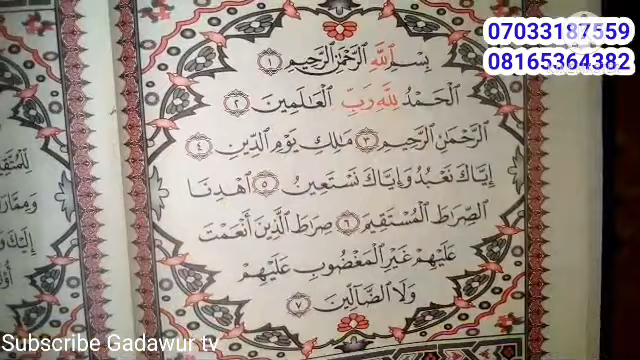 07033187559
08165364382
بِسْمِ ٱللَّهِ ٱلرَّحْمَٰنِ ٱلرَّحِيمِ ١
ٱلْحَمْدُ لِلَّهِ رَبِّ ٱلْعَٰلَمِينَ ٢
ٱلرَّحْمَٰنِ ٱلرَّحِيمِ ٣ مَٰلِكِ يَوْمِ ٱلدِّينِ ٤
إِيَّاكَ نَعْبُدُ وَإِيَّاكَ نَسْتَعِينُ ٥ ٱهْدِنَا
ٱلصِّرَٰطَ ٱلْمُسْتَقِيمَ ٦ صِرَٰطَ ٱلَّذِينَ أَنْعَمْتَ
عَلَيْهِمْ غَيْرِ ٱلْمَغْضُوبِ عَلَيْهِمْ
وَلَا ٱلضَّآلِّينَ ٧
Subscribe Gadawur tv